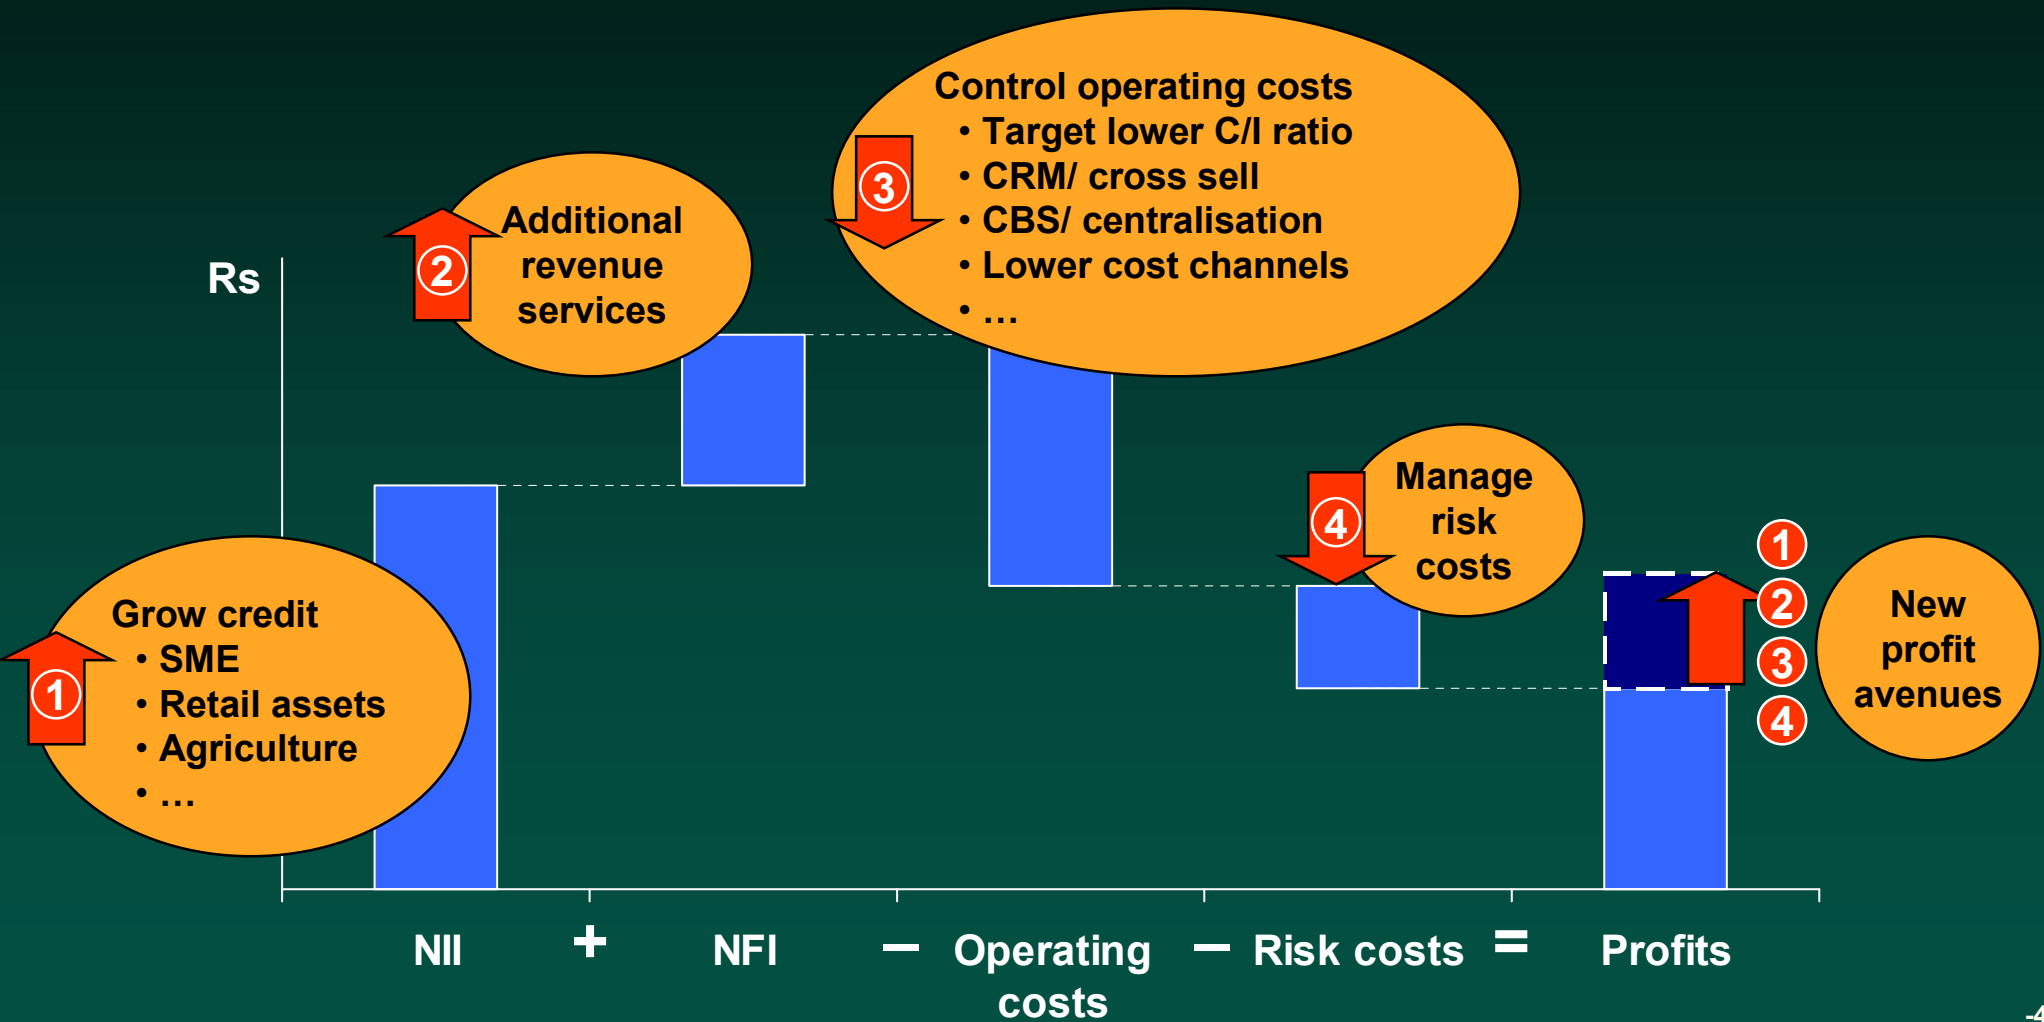 Control operating costs
• Target lower C/I ratio
• CRM/ cross sell
• CBS/ centralisation
• Lower cost channels
• …
3
Additional
revenue
services
2
Rs
Manage
risk
costs
4
Grow credit
• SME
• Retail assets
• Agriculture
• …
1
1
2
3
4
New
profit
avenues
NII + NFI – Operating costs – Risk costs = Profits
-4